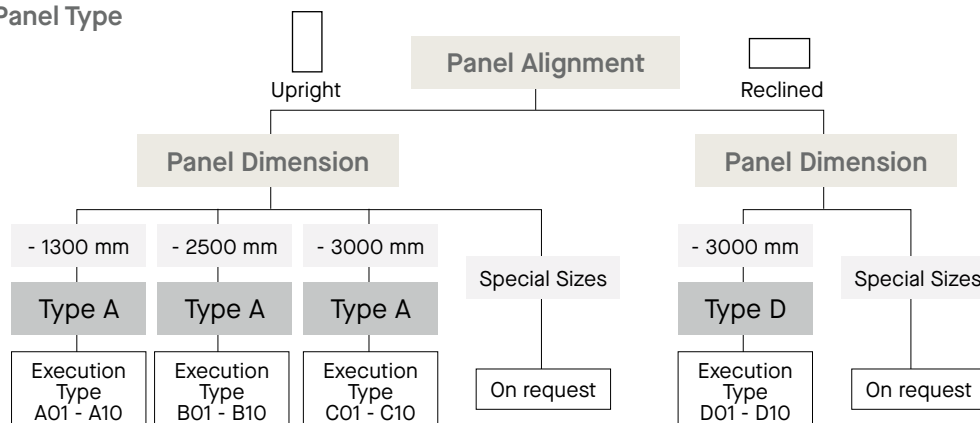 Panel Type
Panel Alignment
Upright
Reclined
Panel Dimension
Panel Dimension
- 1300 mm
- 2500 mm
- 3000 mm
Special Sizes
- 3000 mm
Special Sizes
Type A
Type A
Type A
Type D
Execution
Type
A01 - A10
Execution
Type
B01 - B10
Execution
Type
C01 - C10
On request
Execution
Type
D01 - D10
On request